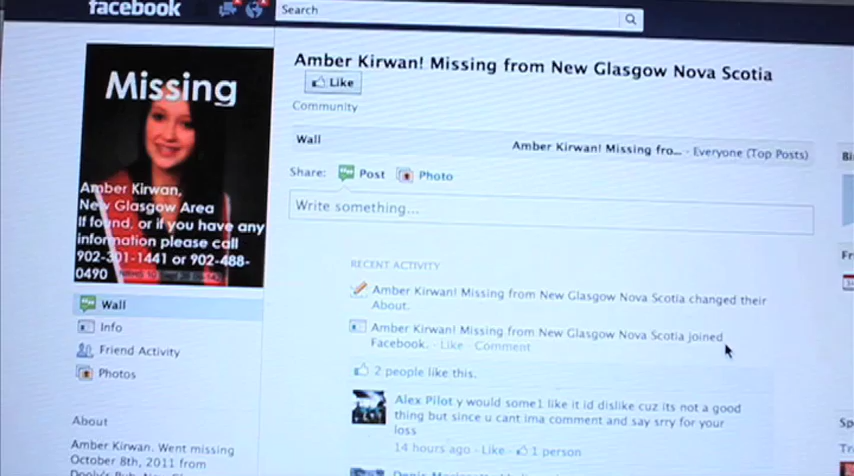 facebook
Search
Missing
Amber Kirwan,
New Glasgow Area
If found, or if you have any
information please call
902-301-1441 or 902-488-
0490
Wall
Info
Friend Activity
Photos
About
Amber Kirwan. Went missing
October 8th, 2011 from
Amber Kirwan! Missing from New Glasgow Nova Scotia
Like
Community
Wall
Amber Kirwan! Missing fro... · Everyone (Top Posts)
Share: Post Photo
Write something...
RECENT ACTIVITY
Amber Kirwan! Missing from New Glasgow Nova Scotia changed their
About.
Amber Kirwan! Missing from New Glasgow Nova Scotia joined
Facebook. · Like · Comment
2 people like this.
Alex Pilot y would some1 like it id dislike cuz its not a good
thing but since u cant ima comment and say srry for your
loss
14 hours ago · Like · 1 person